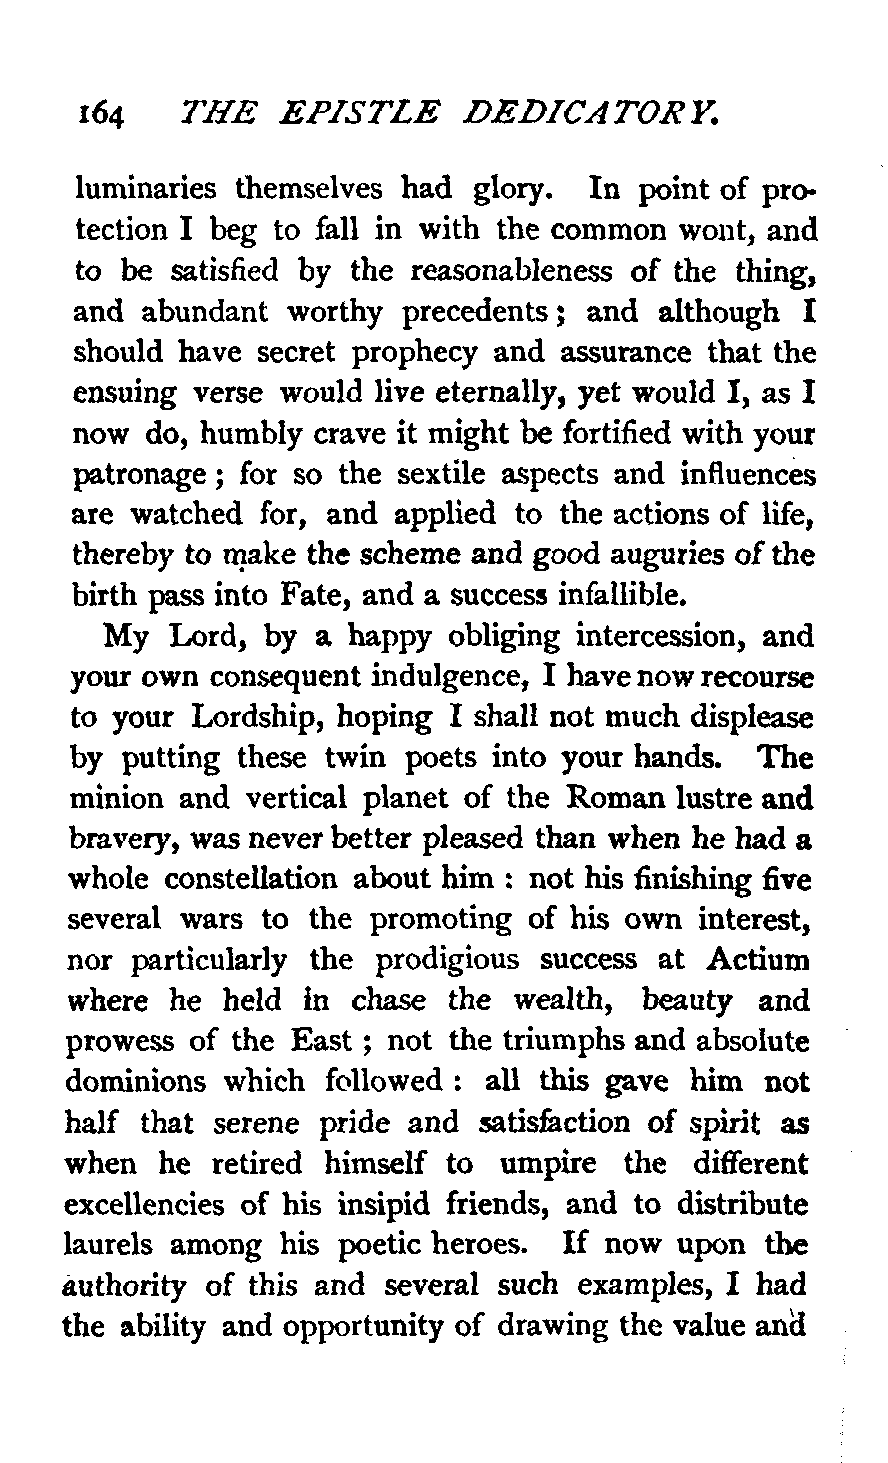 164 THE EPISTLE DEDICATORY.
luminaries themselves had glory. In point of pro-
tection I beg to fall in with the common wont, and
to be satisfied by the reasonableness of the thing,
and abundant worthy precedents ; and although I
should have secret prophecy and assurance that the
ensuing verse would live eternally, yet would I, as I
now do, humbly crave it might be fortified with your
patronage ; for so the sextile aspects and influences
are watched for, and applied to the actions of life,
thereby to make the scheme and good auguries of the
birth pass into Fate, and a success infallible.
My Lord, by a happy obliging intercession, and
your own consequent indulgence, I have now recourse
to your Lordship, hoping I shall not much displease
by putting these twin poets into your hands. The
minion and vertical planet of the Roman lustre and
bravery, was never better pleased than when he had a
whole constellation about him : not his finishing five
several wars to the promoting of his own interest,
nor particularly the prodigious success at Actium
where he held in chase the wealth, beauty and
prowess of the East ; not the triumphs and absolute
dominions which followed : all this gave him not
half that serene pride and satisfaction of spirit as
when he retired himself to umpire the different
excellencies of his insipid friends, and to distribute
laurels among his poetic heroes. If now upon the
authority of this and several such examples, I had
the ability and opportunity of drawing the value and